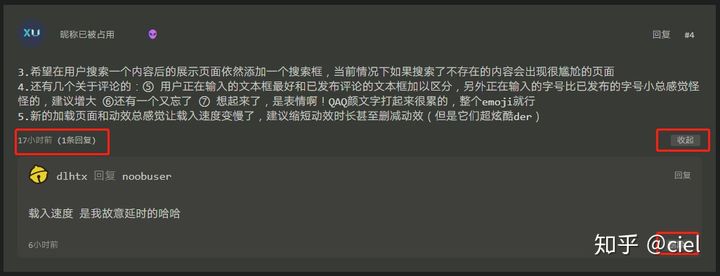 XU 昵称已被占用 回复 #4
3.希望在用户搜索一个内容后的展示页面依然添加一个搜索框，当前情况下如果搜索了不存在的内容会出现很尴尬的页面
4.还有几个关于评论的：⑤ 用户正在输入的文本框最好和已发布评论的文本框加以区分，另外正在输入的字号比已发布的字号小总感觉怪
怪的，建议增大 ⑥还有一个又忘了 ⑦ 想起来了，是表情啊！QAQ颜文字打起来很累的，整个emoji就行
5.新的加载页面和动效总感觉让载入速度变慢了，建议缩短动效时长甚至删减动效（但是它们超炫酷der）
17小时前 (1条回复) 收起
dlhtx 回复 noobuser 回复
载入速度 是我故意延时的哈哈
6小时前
知乎 @ciel